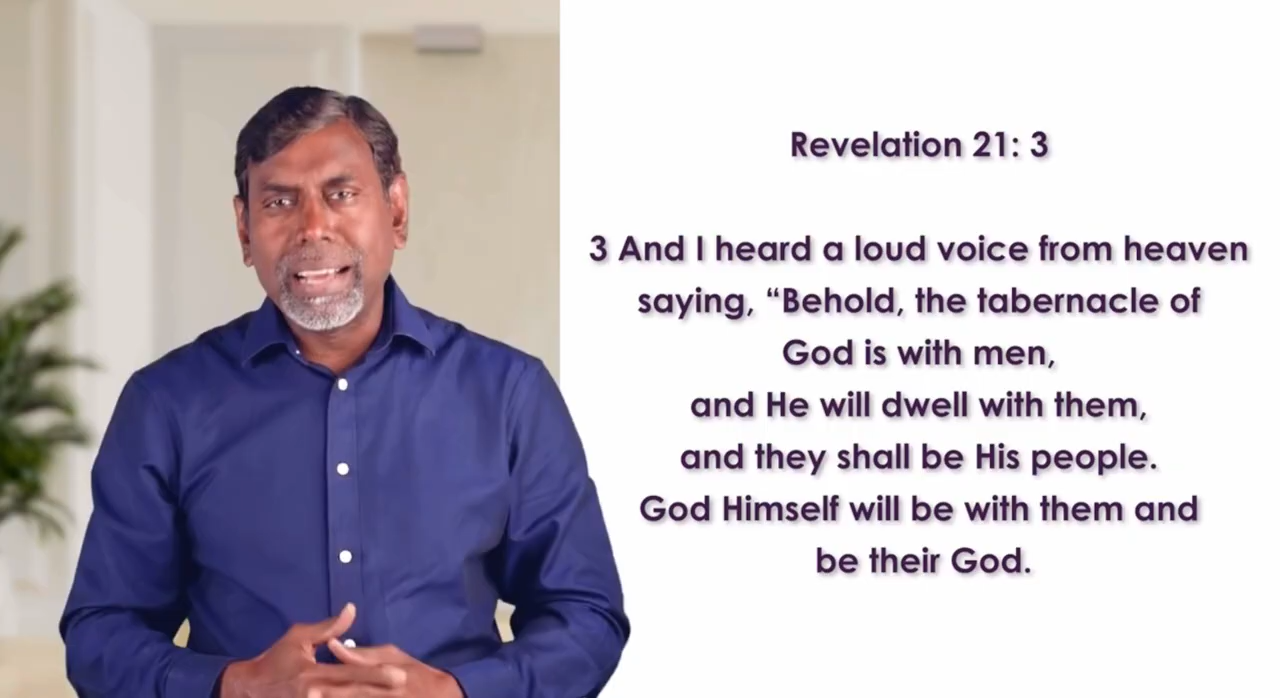 Revelation 21: 3
3 And I heard a loud voice from heaven
saying, “Behold, the tabernacle of
God is with men,
and He will dwell with them,
and they shall be His people.
God Himself will be with them and
be their God.